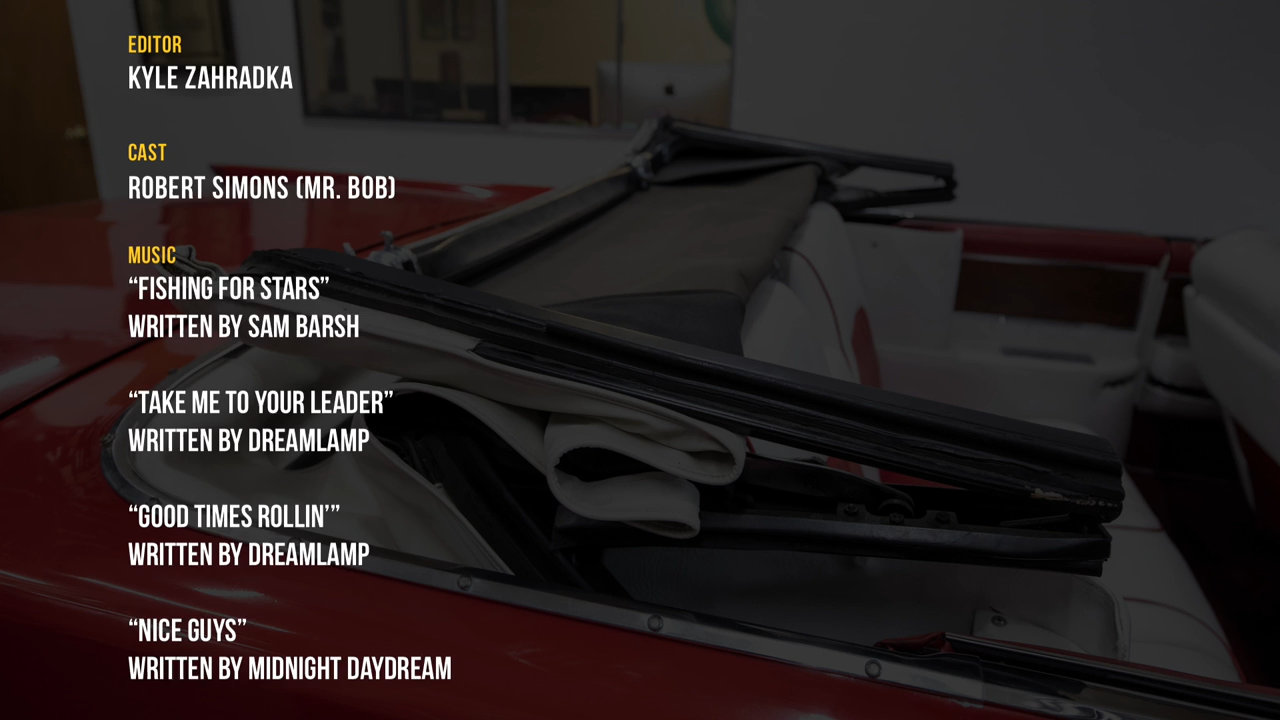 EDITOR
KYLE ZAHRADKA
CAST
ROBERT SIMONS (MR. BOB)
MUSIC
“FISHING FOR STARS”
WRITTEN BY SAM BARSH
“TAKE ME TO YOUR LEADER”
WRITTEN BY DREAMLAMP
“GOOD TIMES ROLLIN’”
WRITTEN BY DREAMLAMP
“NICE GUYS”
WRITTEN BY MIDNIGHT DAYDREAM